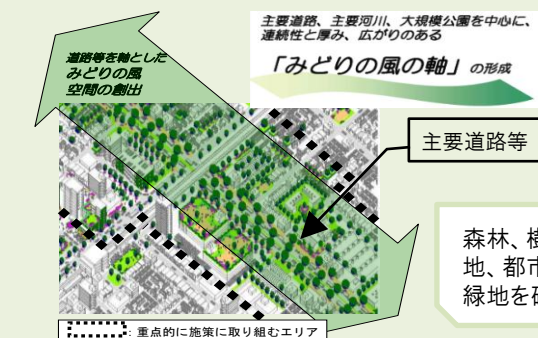 主要道路、主要河川、大規模公園を中心に、
連続性と厚み、広がりのある
「みどりの風の軸」の形成
道路等を軸とした
みどりの風
空間の創出
主要道路等
森林、
地、都市
緑地を
:重点的に施策に取り組むエリア